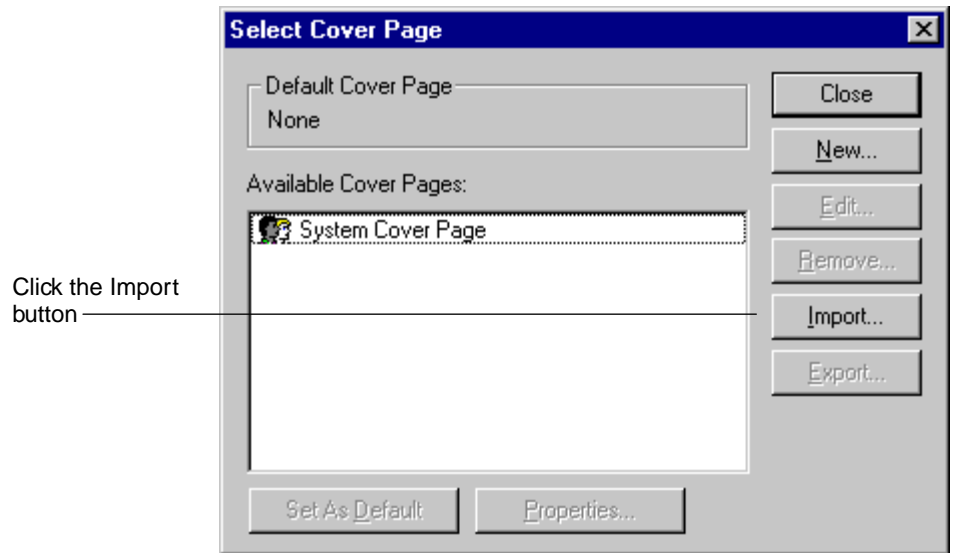 Select Cover Page
Default Cover Page
None
Close
New...
Available Cover Pages:
Edit...
System Cover Page
Remove...
Click the Import
button
Import...
Export...
Set As Default
Properties...